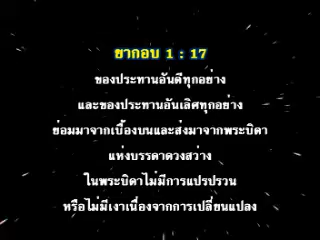 ยากอบ 1 : 17
ของประทานอันดีทุกอย่าง
และของประทานอันเลิศทุกอย่าง
ย่อมมาจากเบื้องบนและส่งมาจากพระบิดา
แห่งบรรดาดวงสว่าง
ในพระบิดาไม่มีการแปรปรวน
หรือไม่มีเงาเนื่องจากการเปลี่ยนแปลง